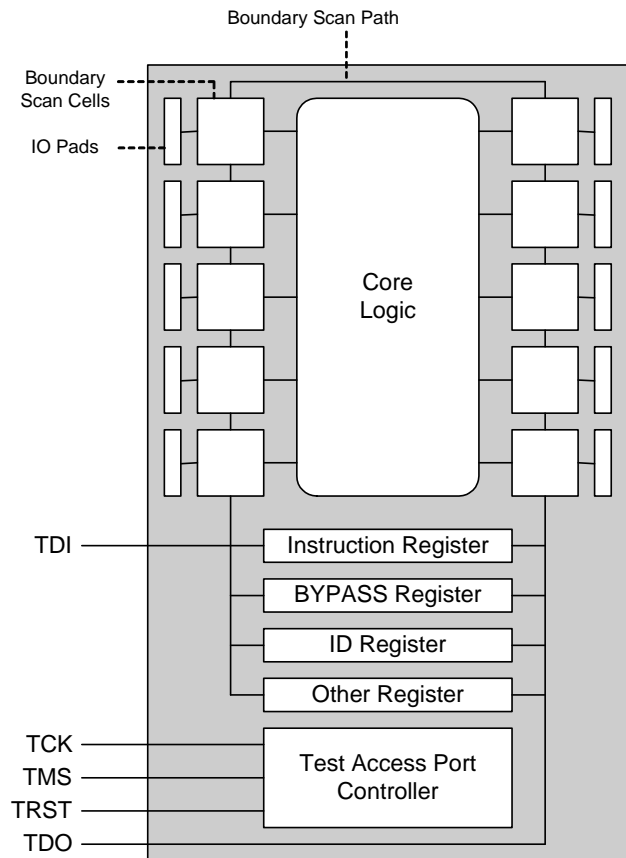 Boundary Scan Path
Boundary
Scan Cells
IO Pads
Core
Logic
TDI
Instruction Register
BYPASS Register
ID Register
Other Register
TCK
TMS
TRST
TDO
Test Access Port
Controller